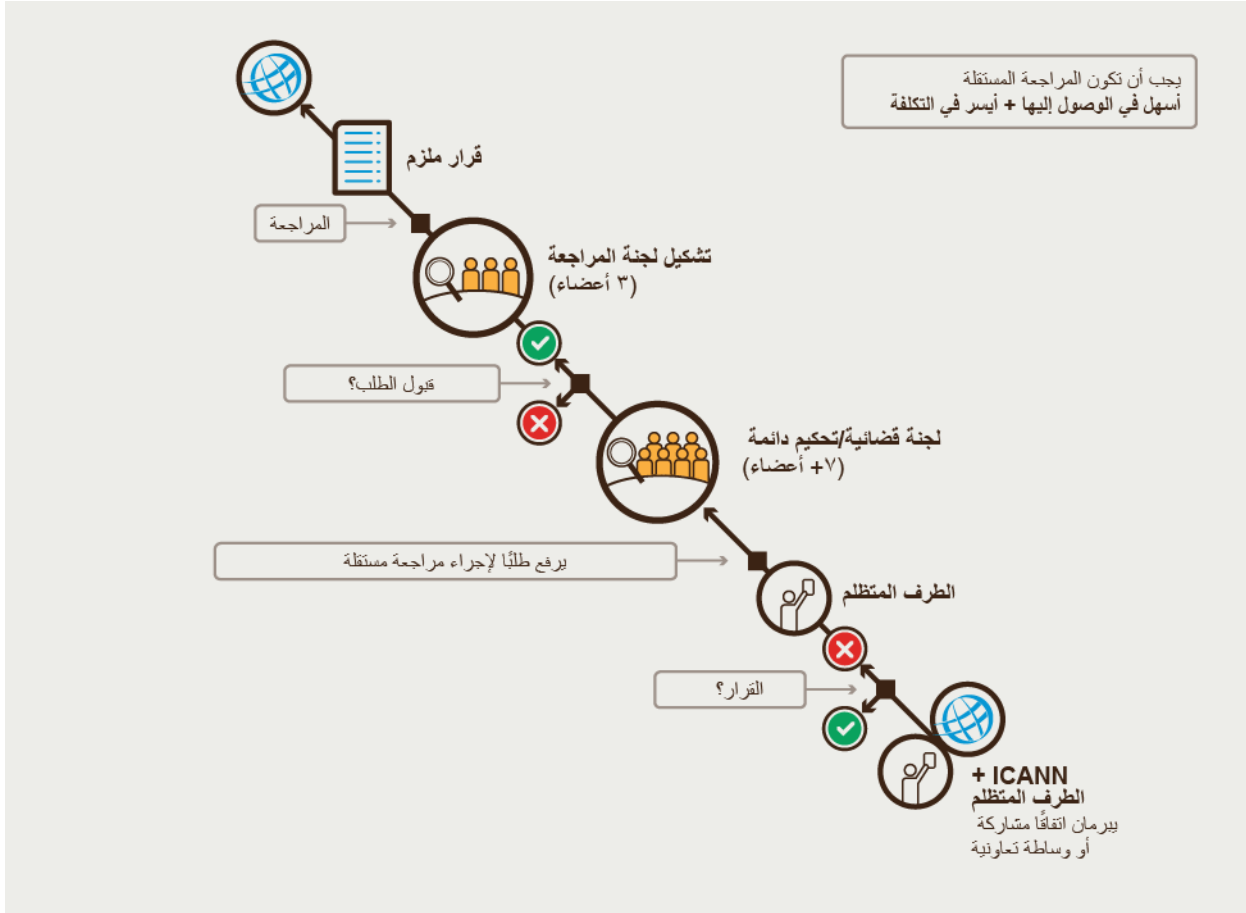 يجب أن تكون المراجعة المستقلة
أسهل في الوصول إليها + أيسر في التكلفة
قرار ملزم
المراجعة
تشكيل لجنة المراجعة
(٣ أعضاء)
قبول الطلب؟
لجنة قضائية/تحكيم دائمة
(٧+ أعضاء)
يرفع طلبًا لإجراء مراجعة مستقلة
الطرف المتظلم
القرار؟
ICANN +
الطرف المتظلم
يبرمان اتفاقًا مشاركة
أو وساطة تعاونية